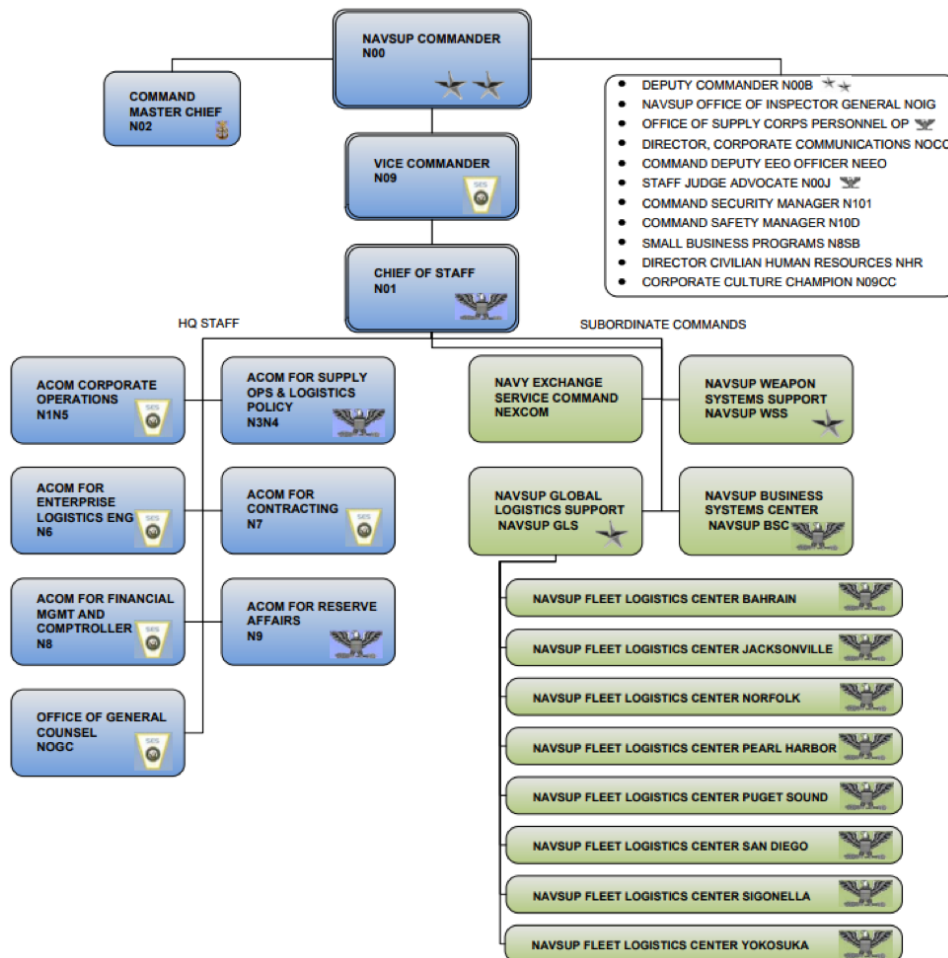 NAVSUP COMMANDER
N00
COMMAND
MASTER CHIEF
N02
• DEPUTY COMMANDER N00B
• NAVSUP OFFICE OF INSPECTOR GENERAL NOIG
• OFFICE OF SUPPLY CORPS PERSONNEL OP
• DIRECTOR, CORPORATE COMMUNICATIONS NOCC
• COMMAND DEPUTY EEO OFFICER NEEO
• STAFF JUDGE ADVOCATE N00J
• COMMAND SECURITY MANAGER N101
• COMMAND SAFETY MANAGER N10D
• SMALL BUSINESS PROGRAMS N8SB
• DIRECTOR CIVILIAN HUMAN RESOURCES NHR
• CORPORATE CULTURE CHAMPION N09CC
VICE COMMANDER
N09
SES
CHIEF OF STAFF
N01
HQ STAFF
SUBORDINATE COMMANDS
ACOM CORPORATE
OPERATIONS
N1N5
SES
ACOM FOR SUPPLY
OPS & LOGISTICS
POLICY
N3N4
ACOM FOR
ENTERPRISE
LOGISTICS ENG
N6
SES
ACOM FOR
CONTRACTING
N7
SES
ACOM FOR FINANCIAL
MGMT AND
COMPTROLLER
N8
SES
ACOM FOR RESERVE
AFFAIRS
N9
OFFICE OF GENERAL
COUNSEL
NOGC
SES
NAVY EXCHANGE
SERVICE COMMAND
NEXCOM
NAVSUP WEAPON
SYSTEMS SUPPORT
NAVSUP WSS
NAVSUP GLOBAL
LOGISTICS SUPPORT
NAVSUP GLS
NAVSUP BUSINESS
SYSTEMS CENTER
NAVSUP BSC
NAVSUP FLEET LOGISTICS CENTER BAHRAIN
NAVSUP FLEET LOGISTICS CENTER JACKSONVILLE
NAVSUP FLEET LOGISTICS CENTER NORFOLK
NAVSUP FLEET LOGISTICS CENTER PEARL HARBOR
NAVSUP FLEET LOGISTICS CENTER PUGET SOUND
NAVSUP FLEET LOGISTICS CENTER SAN DIEGO
NAVSUP FLEET LOGISTICS CENTER SIGONELLA
NAVSUP FLEET LOGISTICS CENTER YOKOSUKA